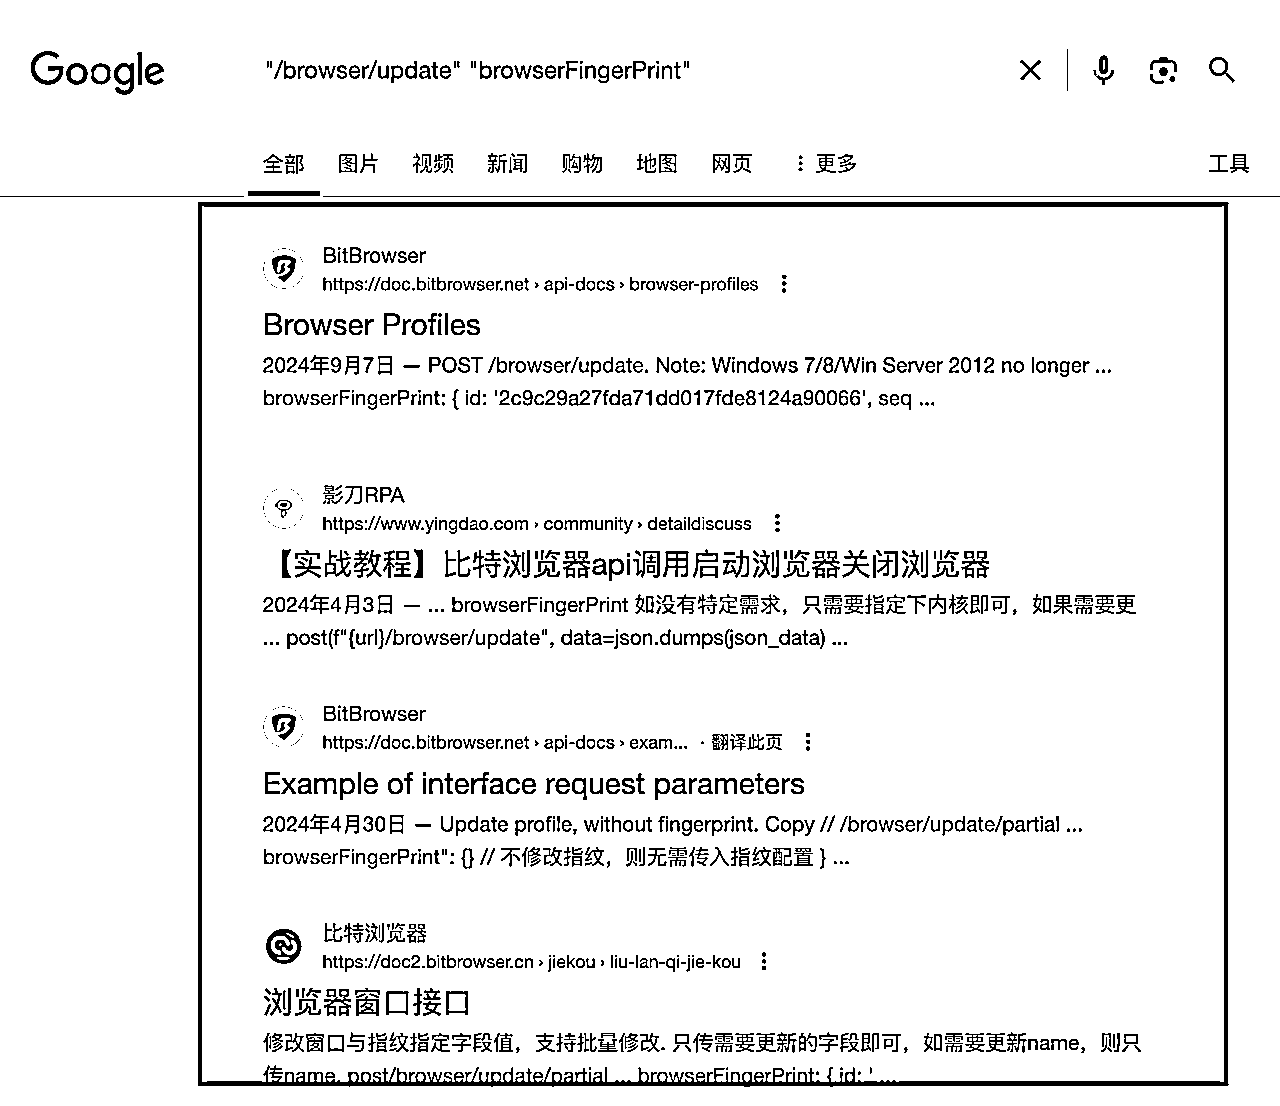 Google
"/browser/update" "browserFingerPrint"
全部 图片 视频 新闻 购物 地图 网页 更多 工具
BitBrowser
https://doc.bitbrowser.net › api-docs › browser-profiles
Browser Profiles
2024年9月7日 — POST /browser/update. Note: Windows 7/8/Win Server 2012 no longer ...
browserFingerPrint: { id: '2c9c29a27fda71dd017fde8124a90066', seq ...
影刀RPA
https://www.yingdao.com › community › detaildiscuss
【实战教程】比特浏览器api调用启动浏览器关闭浏览器
2024年4月3日 — ... browserFingerPrint 如没有特定需求，只需要指定下内核即可，如果需要更
... post(f"{url}/browser/update", data=json.dumps(json_data) ...
BitBrowser
https://doc.bitbrowser.net › api-docs › exam... · 翻译此页
Example of interface request parameters
2024年4月30日 — Update profile, without fingerprint. Copy // /browser/update/partial ...
browserFingerPrint": {} // 不修改指纹，则无需传入指纹配置 } ...
比特浏览器
https://doc2.bitbrowser.cn › jiekou › liu-lan-qi-jie-kou
浏览器窗口接口
修改窗口与指纹指定字段值，支持批量修改. 只传需要更新的字段即可，如需要更新name，则只
传name. post/browser/update/partial ... browserFingerPrint: { id: ' ...